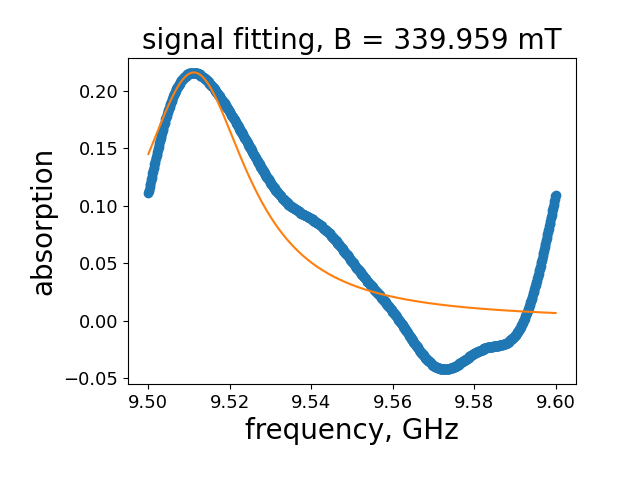 signal fitting, B = 339.959 mT
absorption
0.20
0.15
0.10
0.05
0.00
−0.05
9.50 9.52 9.54 9.56 9.58 9.60
frequency, GHz